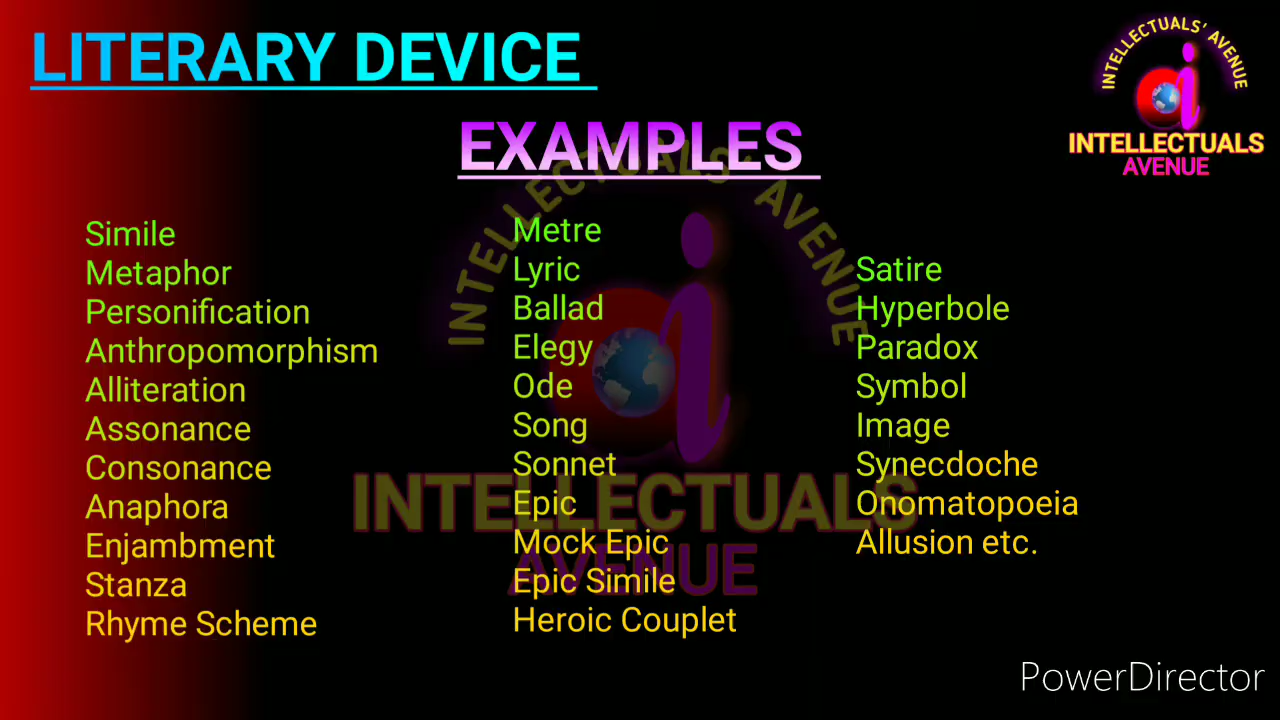 LITERARY DEVICE
INTELLECTUALS' AVENUE
i
INTELLECTUALS
AVENUE
EXAMPLES
Simile
Metaphor
Personification
Anthropomorphism
Alliteration
Assonance
Consonance
Anaphora
Enjambment
Stanza
Rhyme Scheme
Metre
Lyric
Ballad
Elegy
Ode
Song
Sonnet
Epic
Mock Epic
Epic Simile
Heroic Couplet
Satire
Hyperbole
Paradox
Symbol
Image
Synecdoche
Onomatopoeia
Allusion etc.
INTELLECTUALS' AVENUE
i
INTELLECTUALS
AVENUE
PowerDirector